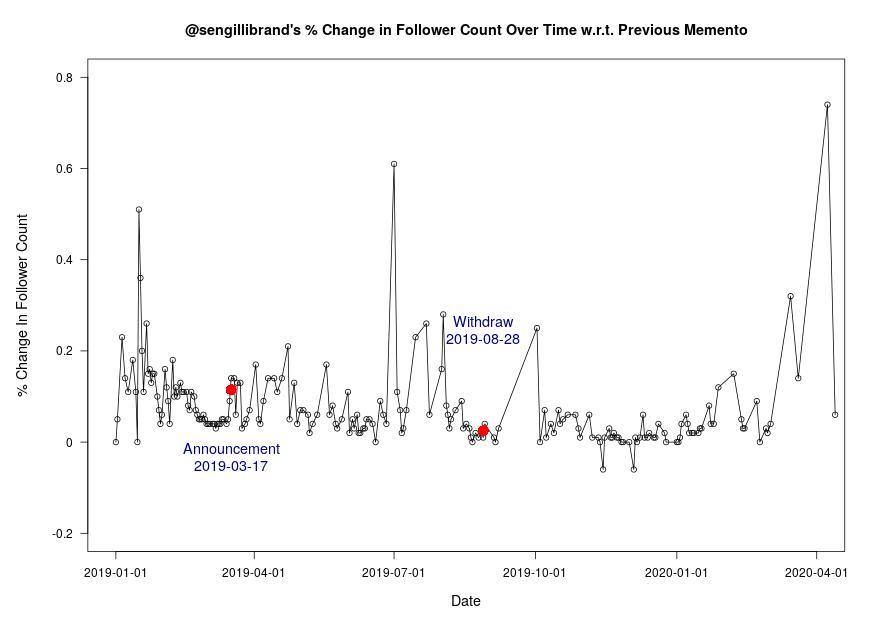 @sengillibrand's % Change in Follower Count Over Time w.r.t. Previous Memento
% Change In Follower Count
0.8
0.6
0.4
0.2
0
-0.2
Withdraw
2019-08-28
Announcement
2019-03-17
2019-01-01
2019-04-01
2019-07-01
2019-10-01
2020-01-01
2020-04-01
Date